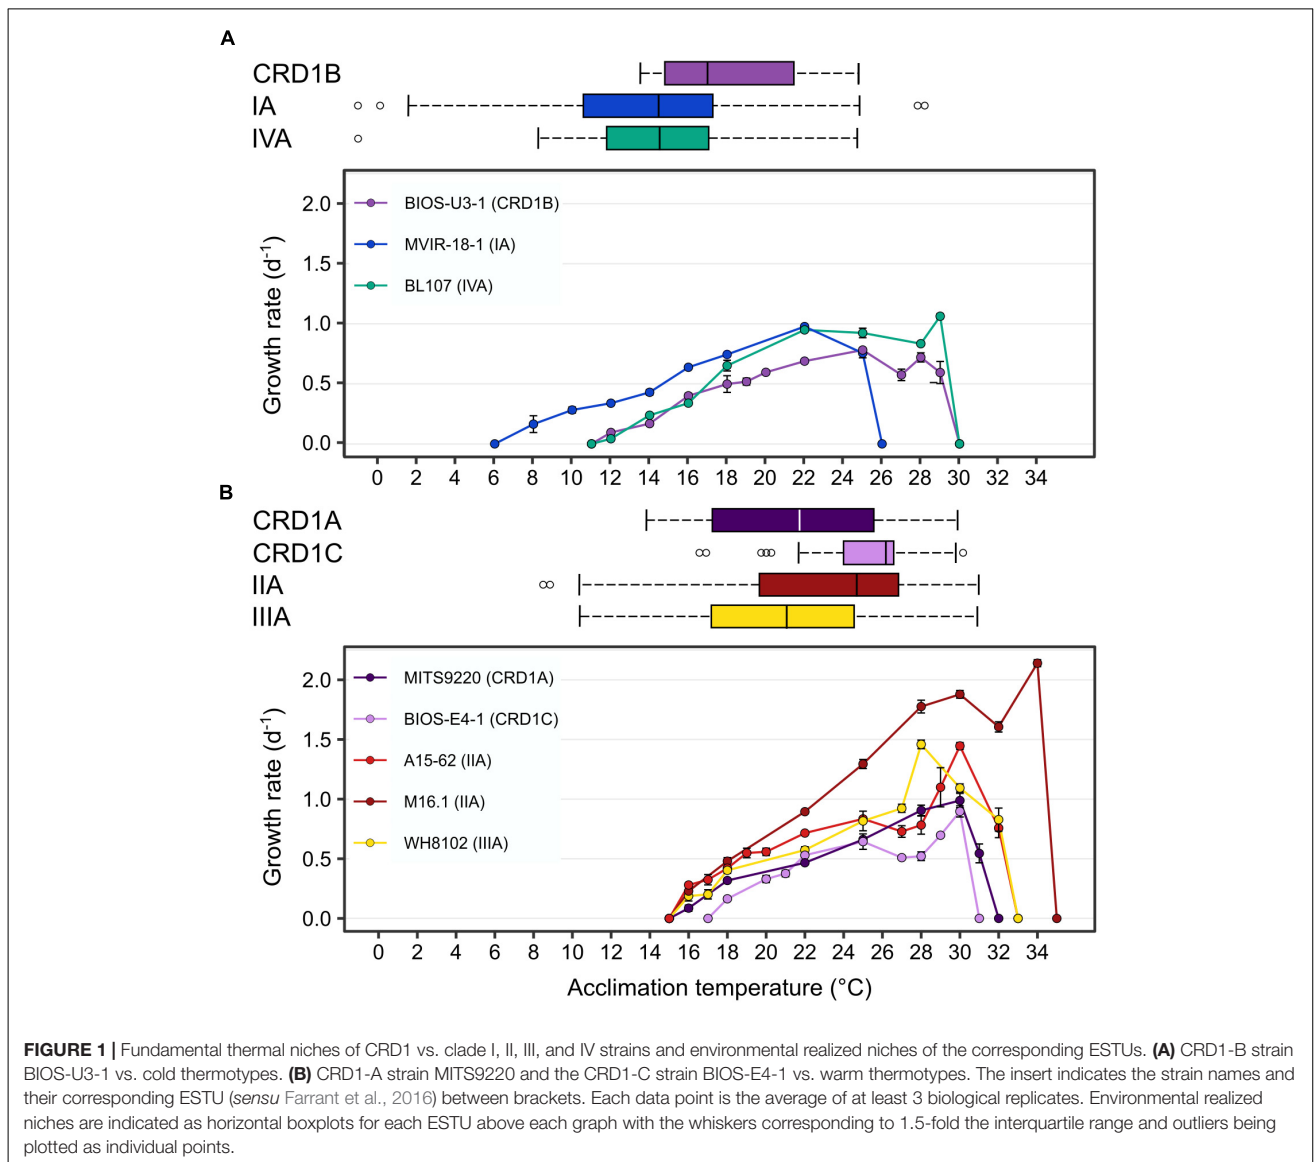 A
CRD1B
IA
IVA
2.0
1.5
1.0
0.5
0.0
Growth rate (d-1)
BIOS-U3-1 (CRD1B)
MVIR-18-1 (IA)
BL107 (IVA)
0 2 4 6 8 10 12 14 16 18 20 22 24 26 28 30 32 34
B
CRD1A
CRD1C
IIA
IIIA
2.0
1.5
1.0
0.5
0.0
Growth rate (d-1)
MITS9220 (CRD1A)
BIOS-E4-1 (CRD1C)
A15-62 (IIA)
M16.1 (IIA)
WH8102 (IIIA)
0 2 4 6 8 10 12 14 16 18 20 22 24 26 28 30 32 34
Acclimation temperature (°C)
FIGURE 1 | Fundamental thermal niches of CRD1 vs. clade I, II, III, and IV strains and environmental realized niches of the corresponding ESTUs. (A) CRD1-B strain
BIOS-U3-1 vs. cold thermotypes. (B) CRD1-A strain MITS9220 and the CRD1-C strain BIOS-E4-1 vs. warm thermotypes. The insert indicates the strain names and
their corresponding ESTU (sensu Farrant et al., 2016) between brackets. Each data point is the average of at least 3 biological replicates. Environmental realized
niches are indicated as horizontal boxplots for each ESTU above each graph with the whiskers corresponding to 1.5-fold the interquartile range and outliers being
plotted as individual points.